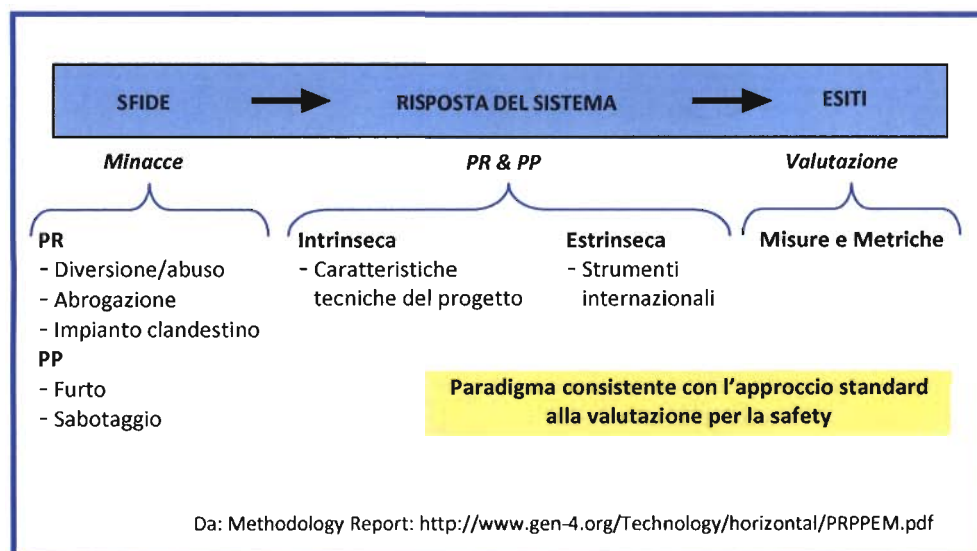 SFIDE
RISPOSTA DEL SISTEMA
ESITI
Minacce
PR & PP
Valutazione
PR
- Diversione/abuso
- Abrogazione
- Impianto clandestino
PP
- Furto
- Sabotaggio
Intrinseca
- Caratteristiche
tecniche del progetto
Estrinseca
- Strumenti
internazionali
Misure e Metriche
Paradigma consistente con l'approccio standard
alla valutazione per la safety
Da: Methodology Report: http://www.gen-4.org/Technology/horizontal/PRPPEM.pdf